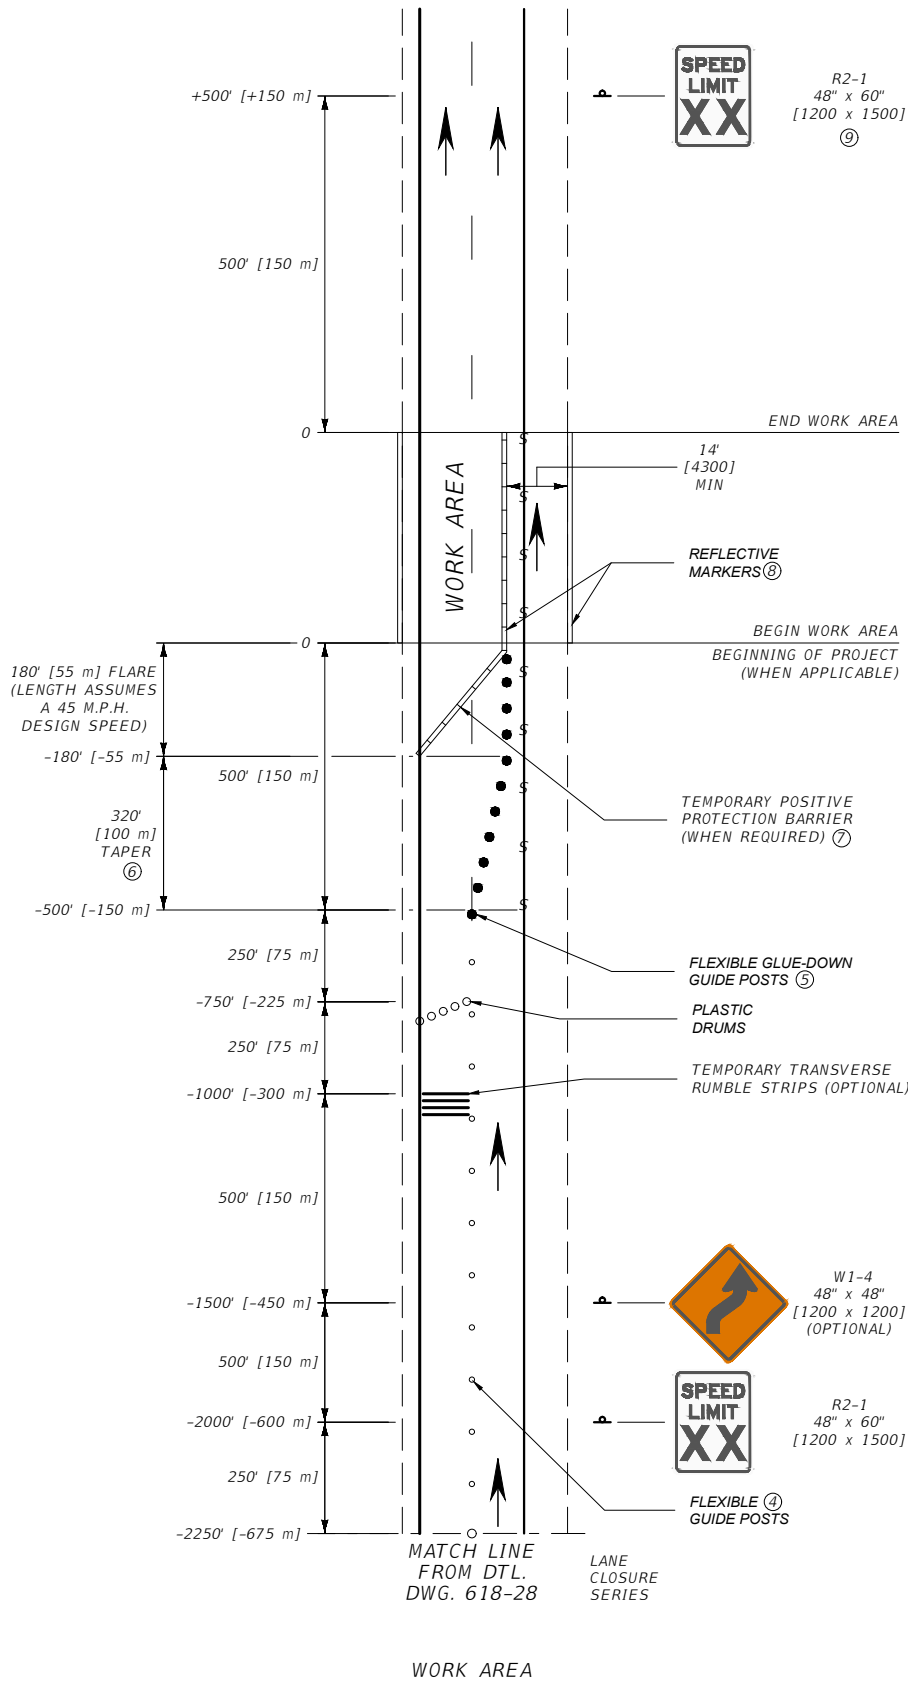 SPEED
LIMIT
XX
R2-1
48" x 60"
[1200 x 1500]
9
+500' [+150 m]
500' [150 m]
0
END WORK AREA
14'
[4300]
MIN
WORK AREA
S
S
S
S
REFLECTIVE
MARKERS 8
0
BEGIN WORK AREA
BEGINNING OF PROJECT
(WHEN APPLICABLE)
180' [55 m] FLARE
(LENGTH ASSUMES
A 45 M.P.H.
DESIGN SPEED)
-180' [-55 m]
500' [150 m]
S
S
S
S
S
TEMPORARY POSITIVE
PROTECTION BARRIER
(WHEN REQUIRED) 7
320'
[100 m]
TAPER
6
-500' [-150 m]
250' [75 m]
FLEXIBLE GLUE-DOWN
GUIDE POSTS 5
-750' [-225 m]
PLASTIC
DRUMS
250' [75 m]
TEMPORARY TRANSVERSE
RUMBLE STRIPS (OPTIONAL)
-1000' [-300 m]
500' [150 m]
-1500' [-450 m]
W1-4
48" x 48"
[1200 x 1200]
(OPTIONAL)
500' [150 m]
SPEED
LIMIT
XX
R2-1
48" x 60"
[1200 x 1500]
-2000' [-600 m]
250' [75 m]
FLEXIBLE 4
GUIDE POSTS
-2250' [-675 m]
MATCH LINE
FROM DTL.
DWG. 618-28
LANE
CLOSURE
SERIES
WORK AREA